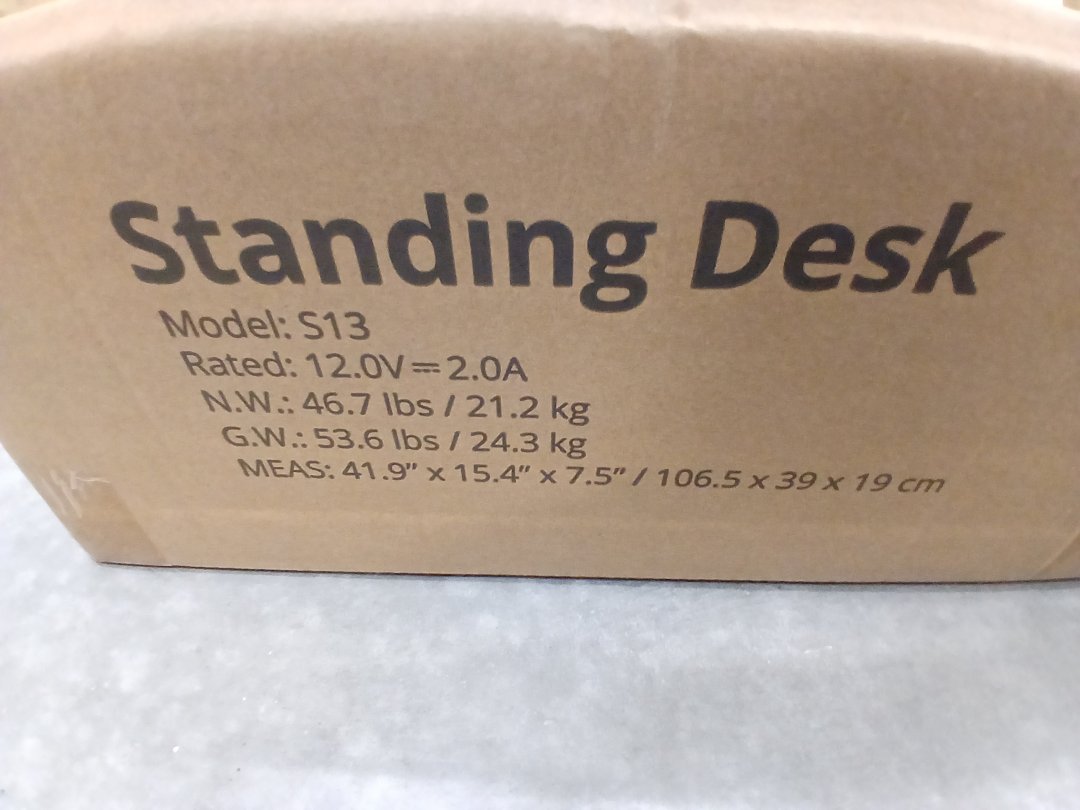 Standing Desk
Model: S13
Rated: 12.0V⎓2.0A
N.W.: 46.7 lbs / 21.2 kg
G.W.: 53.6 lbs / 24.3 kg
MEAS: 41.9” x 15.4” x 7.5” / 106.5 x 39 x 19 cm